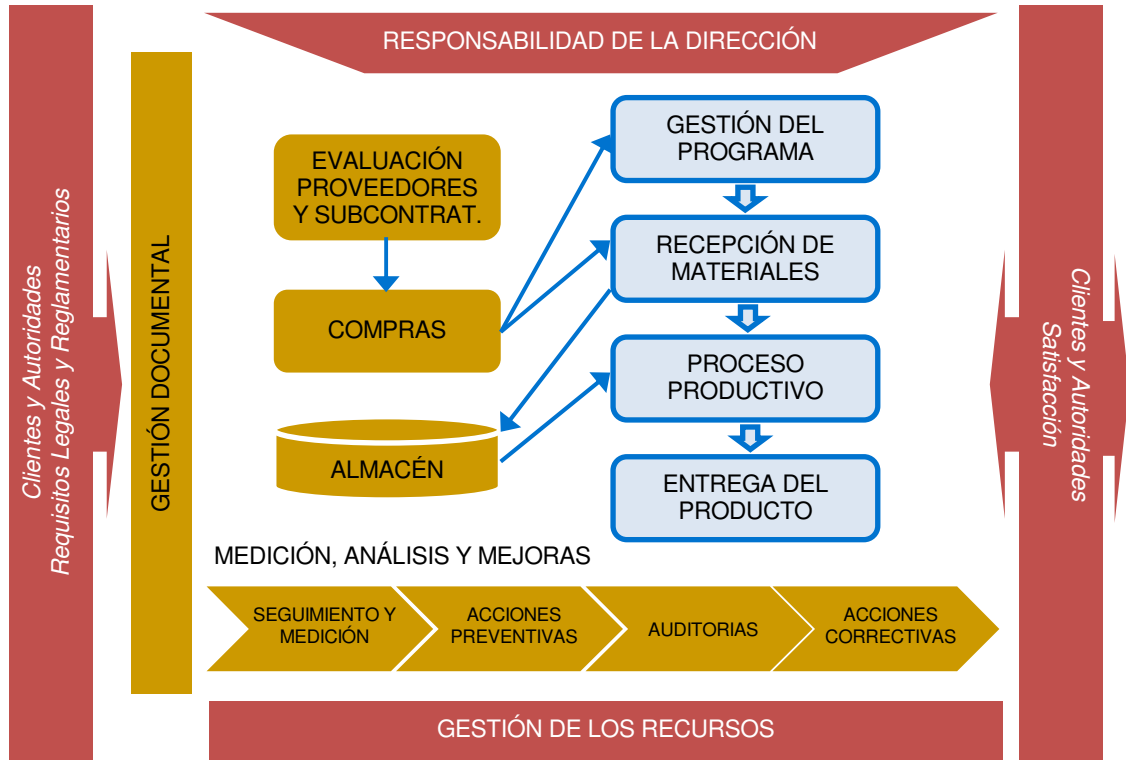 RESPONSABILIDAD DE LA DIRECCIÓN
Clientes y Autoridades
Requisitos Legales y Reglamentarios
GESTIÓN DOCUMENTAL
EVALUACIÓN
PROVEEDORES
Y SUBCONTRAT.
COMPRAS
ALMACÉN
GESTIÓN DEL
PROGRAMA
RECEPCIÓN DE
MATERIALES
PROCESO
PRODUCTIVO
ENTREGA DEL
PRODUCTO
Clientes y Autoridades
Satisfacción
MEDICIÓN, ANÁLISIS Y MEJORAS
SEGUIMIENTO Y
MEDICIÓN
ACCIONES
PREVENTIVAS
AUDITORIAS
ACCIONES
CORRECTIVAS
GESTIÓN DE LOS RECURSOS